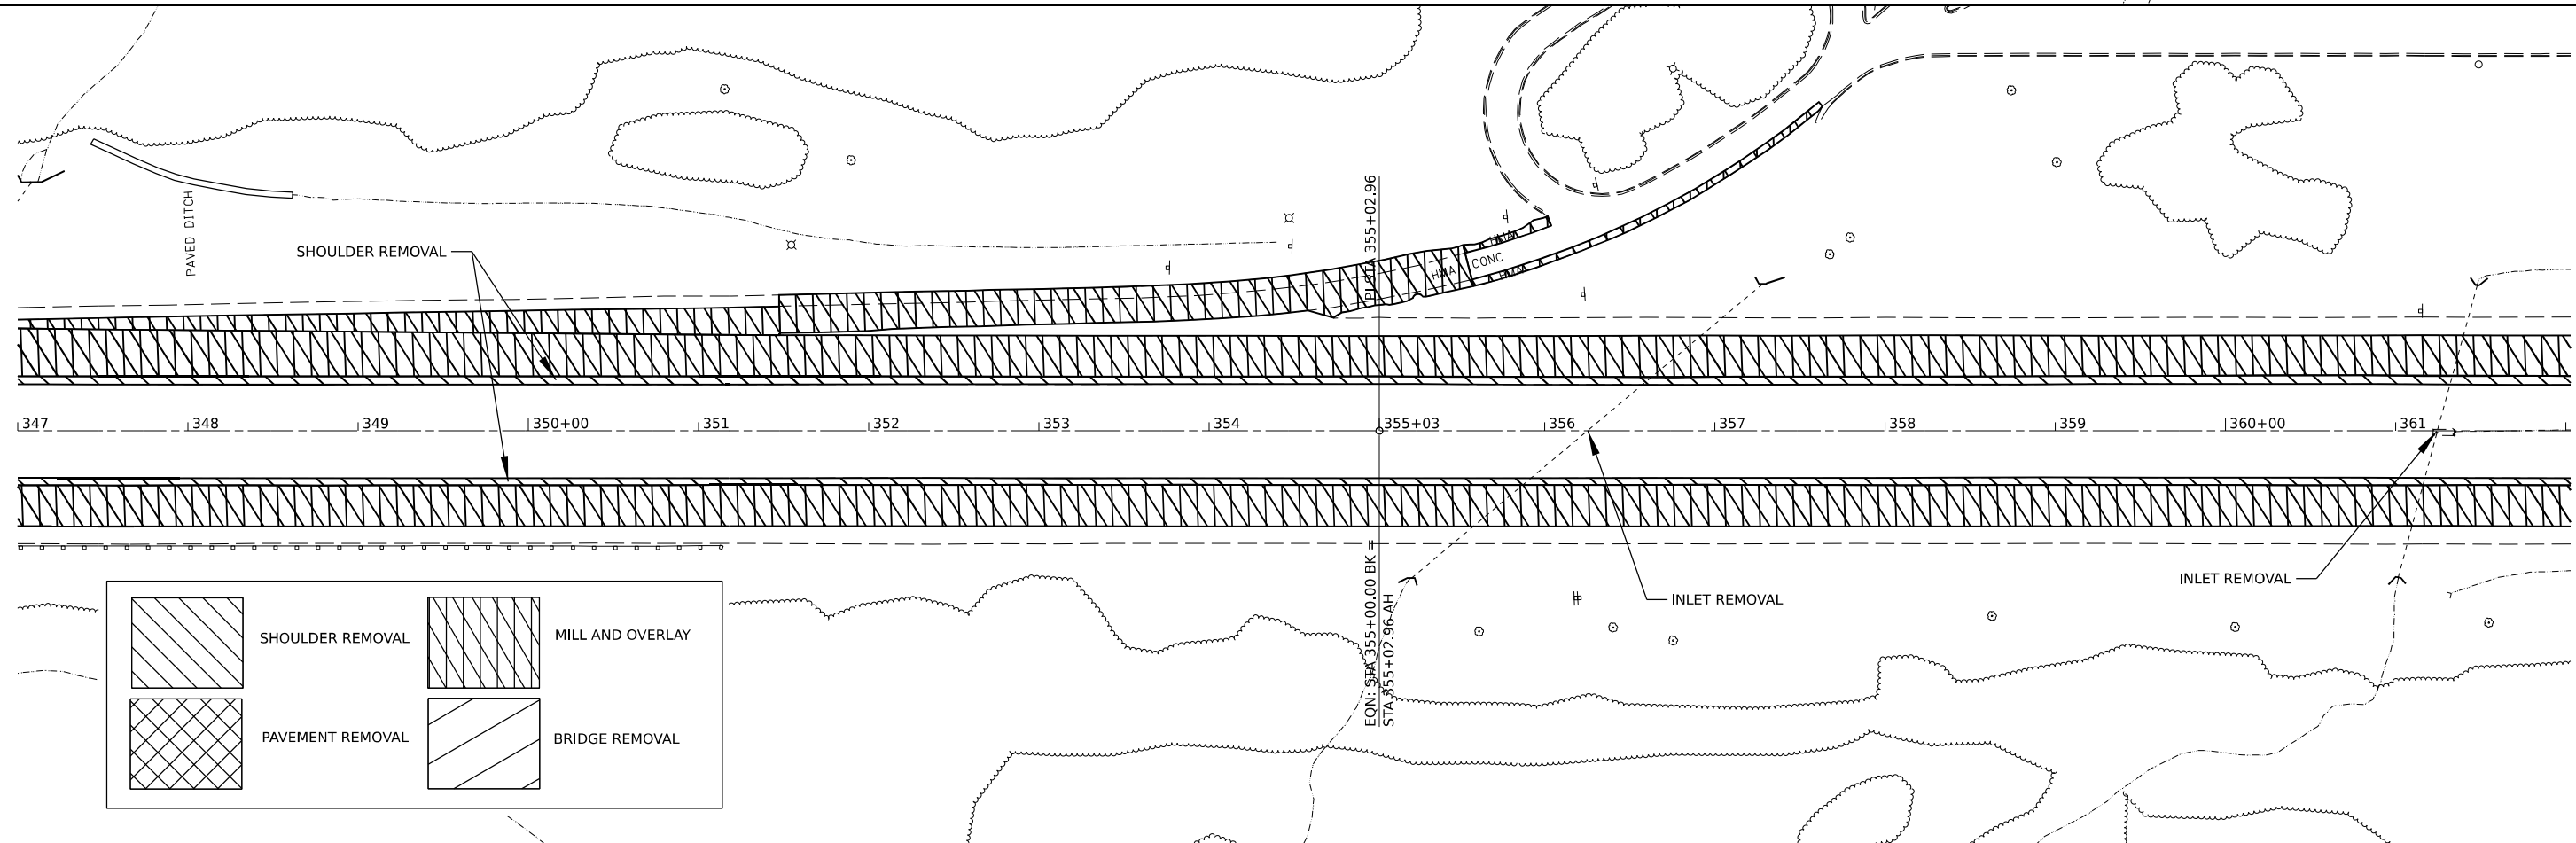 PAVED DITCH
SHOULDER REMOVAL
PI STA 355+02.96
HMA
HMA
CONC
HMA
347
348
349
350+00
351
352
353
354
355+03
356
357
358
359
360+00
361
EQN: STA 355+00.00 BK =
STA 355+02.96 AH
INLET REMOVAL
INLET REMOVAL
SHOULDER REMOVAL
MILL AND OVERLAY
PAVEMENT REMOVAL
BRIDGE REMOVAL